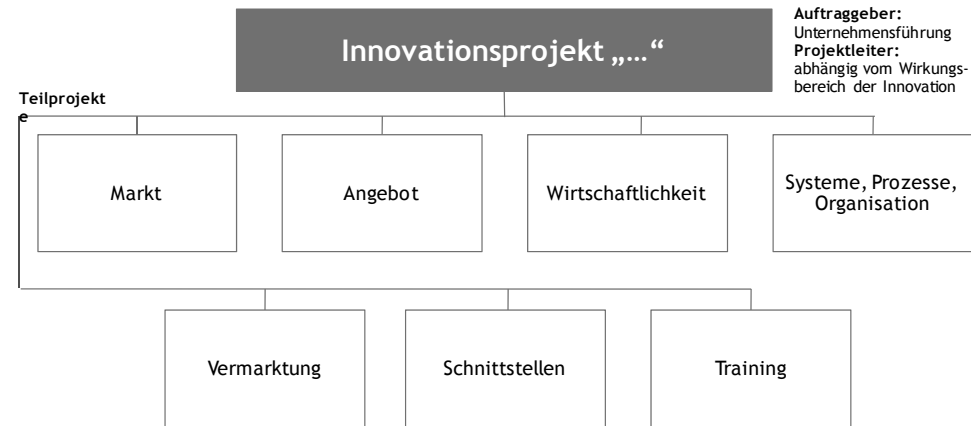 Innovationsprojekt „…“
Auftraggeber:
Unternehmensführung
Projektleiter:
abhängig vom Wirkungs-
bereich der Innovation
Teilprojekt
e
Markt
Angebot
Wirtschaftlichkeit
Systeme, Prozesse,
Organisation
Vermarktung
Schnittstellen
Training